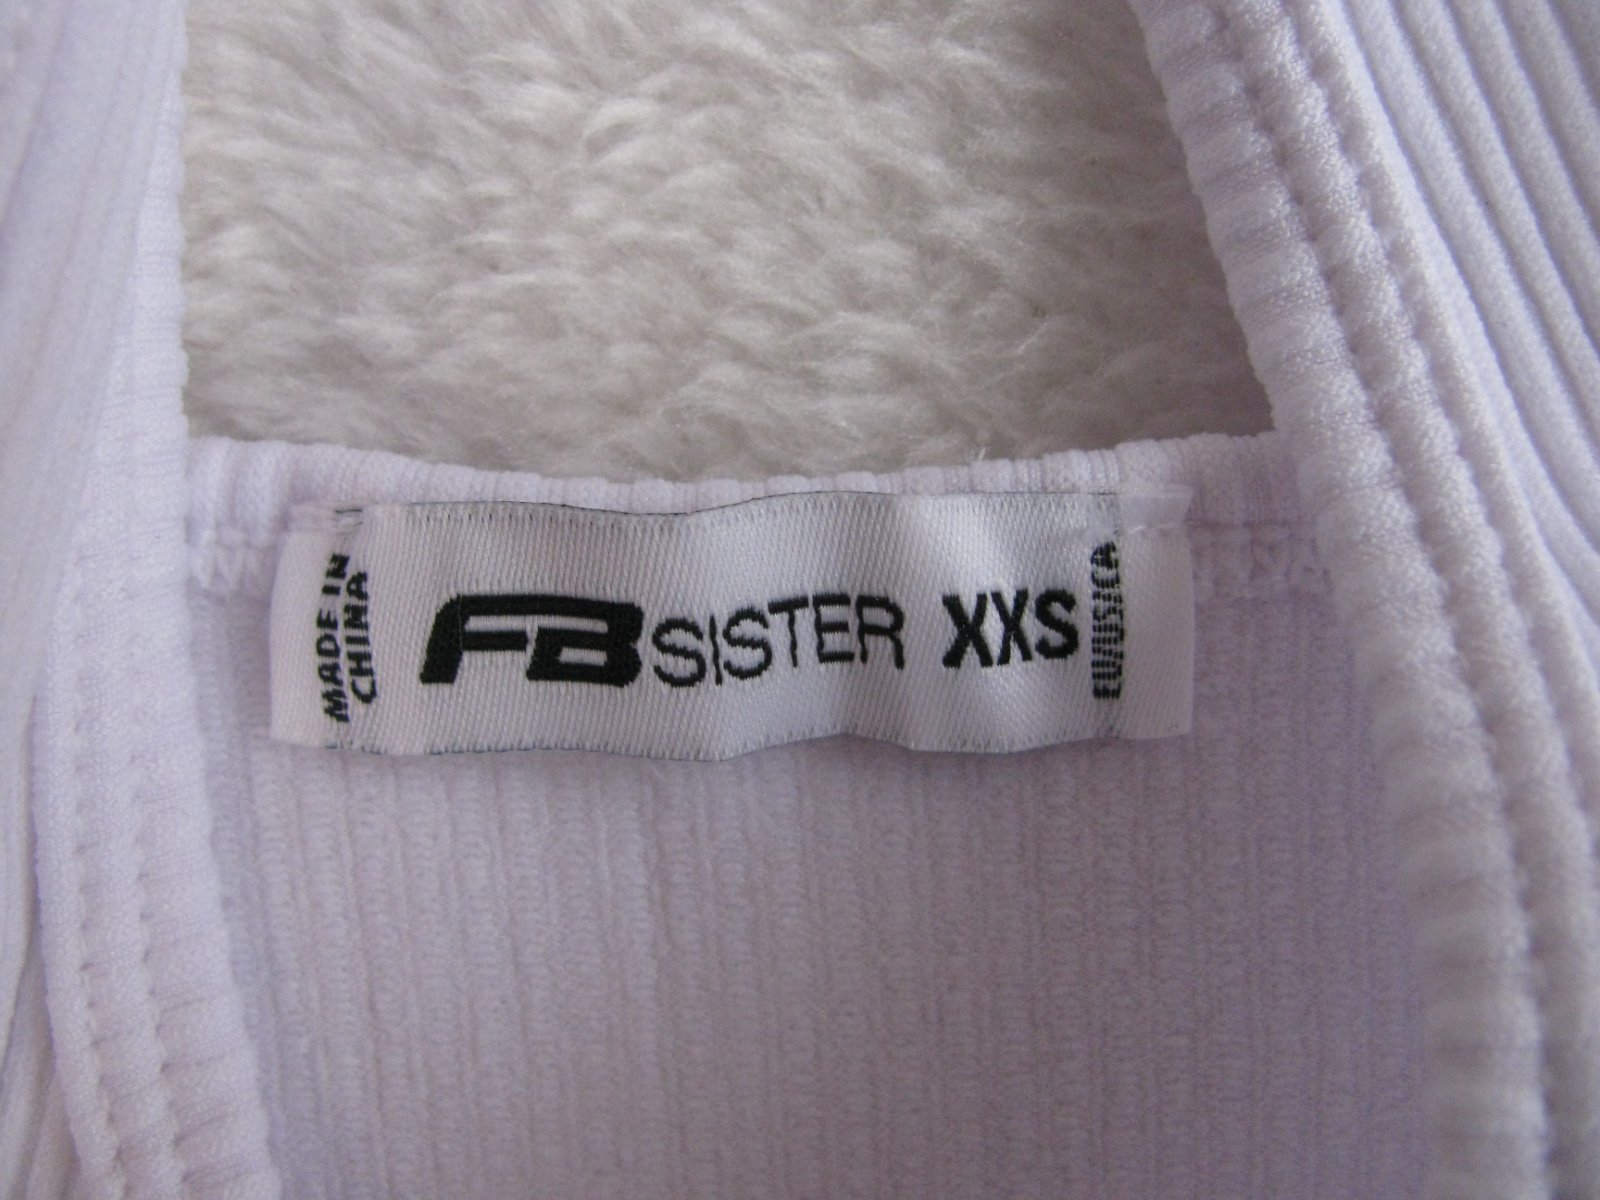 MADE IN
CHINA
FB SISTER XXS
EU/USICA